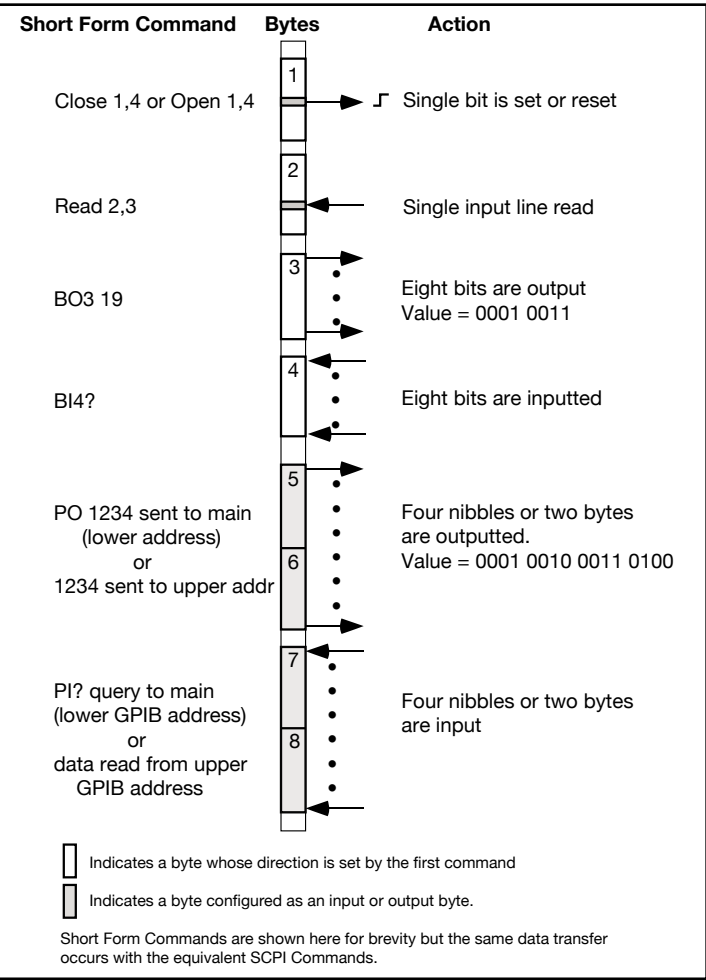 Short Form Command Bytes Action
1
Close 1,4 or Open 1,4 Single bit is set or reset
2
Read 2,3 Single input line read
3
BO3 19 Eight bits are output
Value = 0001 0011
4
BI4? Eight bits are inputted
5
PO 1234 sent to main
(lower address)
or
1234 sent to upper addr
6
Four nibbles or two bytes
are outputted.
Value = 0001 0010 0011 0100
7
PI? query to main
(lower GPIB address)
or
data read from upper
GPIB address
8
Four nibbles or two bytes
are input
Indicates a byte whose direction is set by the first command
Indicates a byte configured as an input or output byte.
Short Form Commands are shown here for brevity but the same data transfer
occurs with the equivalent SCPI Commands.